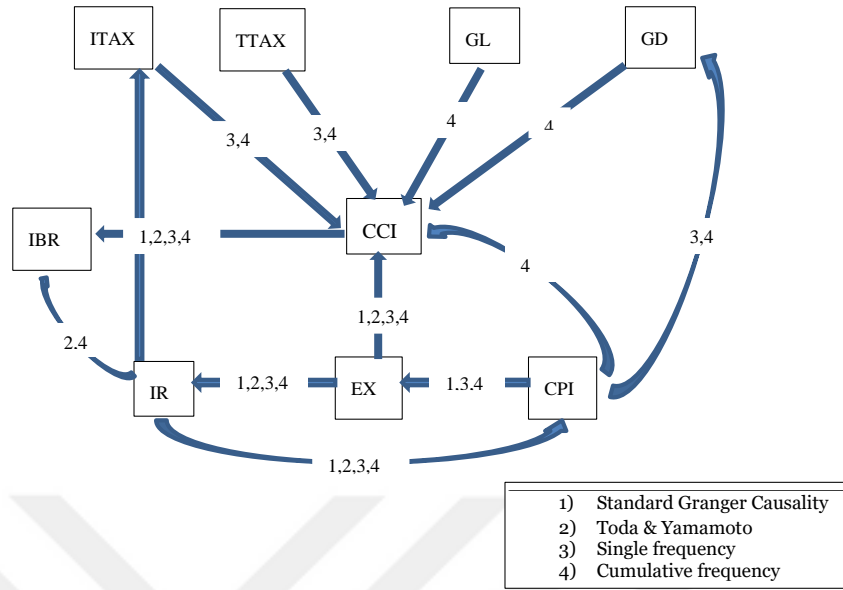 ITAX
TTAX
GL
GD
3,4
3,4
4
4
IBR
1,2,3,4
CCI
4
3,4
1,2,3,4
2.4
IR
1,2,3,4
EX
1.3.4
CPI
1,2,3,4
1) Standard Granger Causality
2) Toda & Yamamoto
3) Single frequency
4) Cumulative frequency